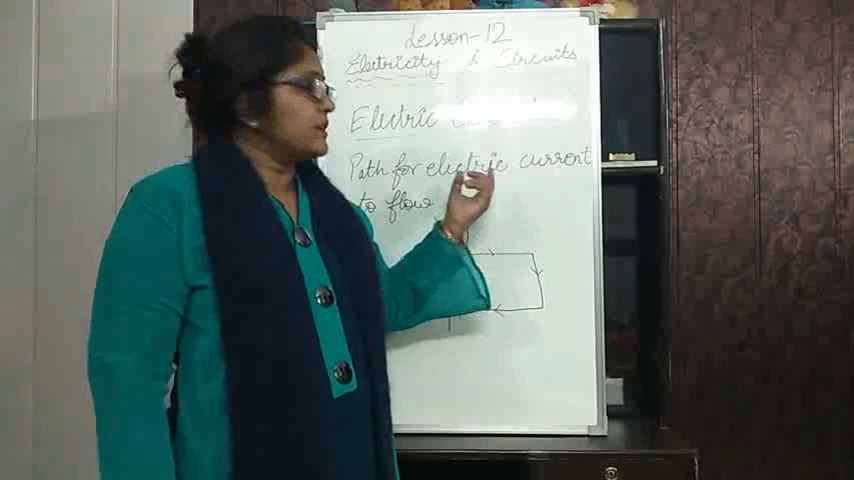 Lesson-12
Electricity & Circuits
Electric
Path for electric current
to flow